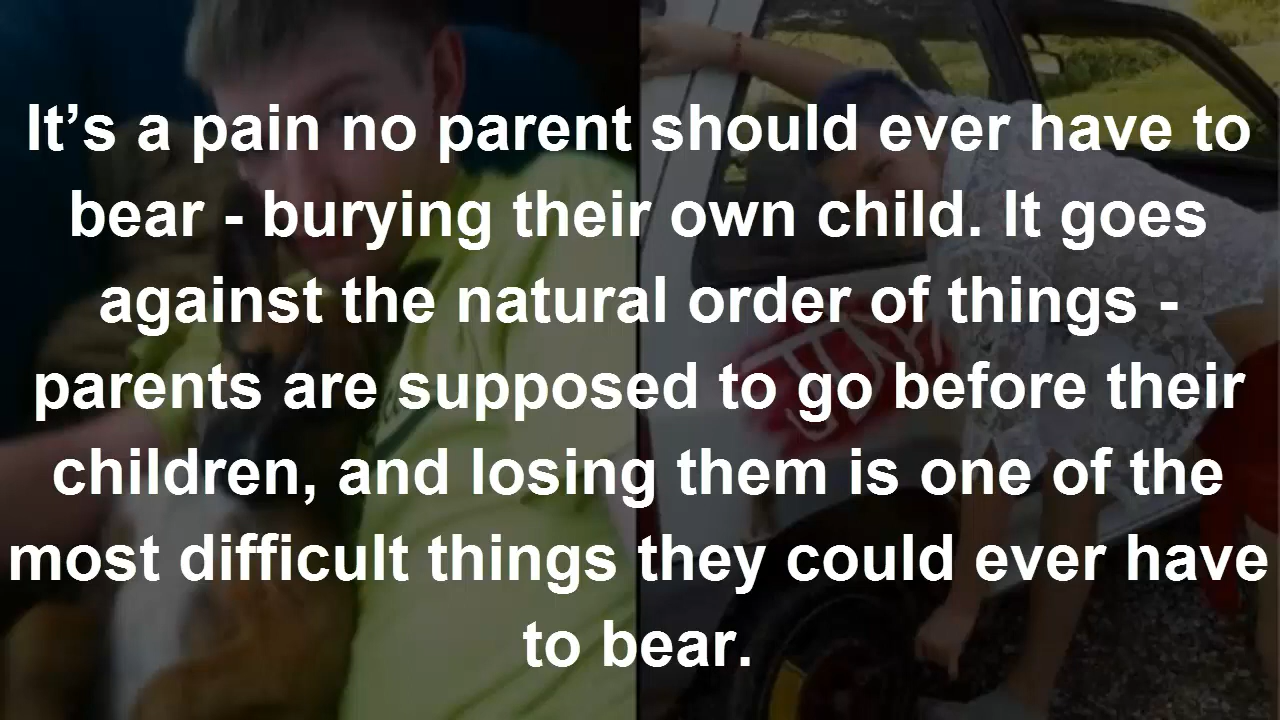 It’s a pain no parent should ever have to
bear - burying their own child. It goes
against the natural order of things -
parents are supposed to go before their
children, and losing them is one of the
most difficult things they could ever have
to bear.